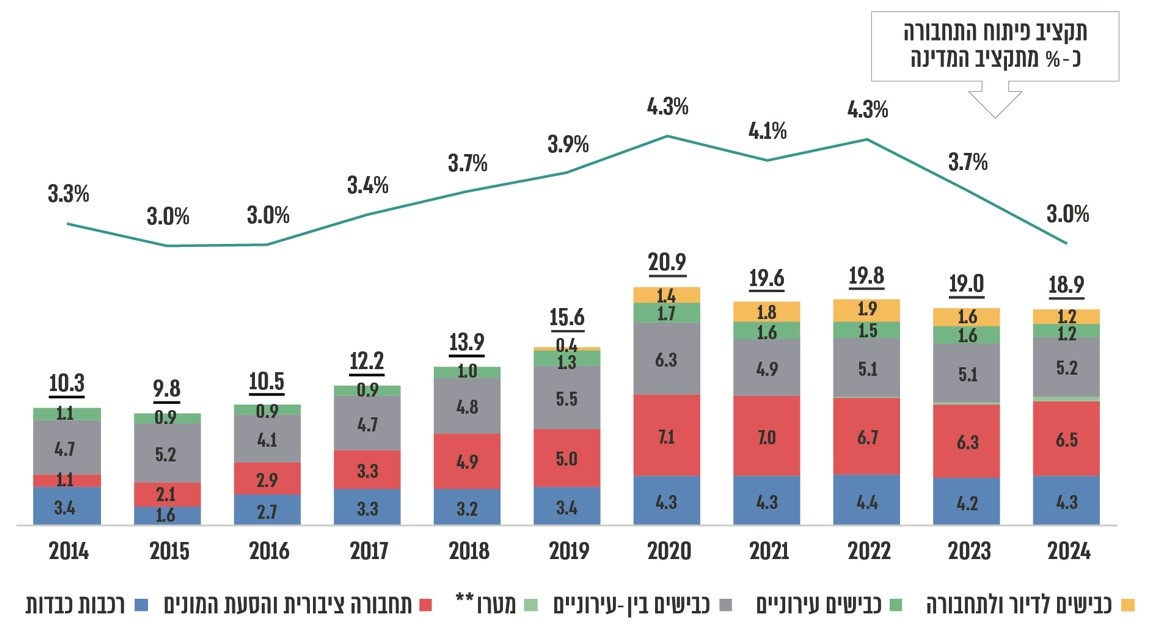 תקציב פיתוח התחבורה
כ-% מתקציב המדינה
3.3% 3.0% 3.0% 3.4% 3.7% 3.9% 4.3% 4.1% 4.3% 3.7% 3.0%
10.3 9.8 10.5 12.2 13.9 15.6 20.9 19.6 19.8 19.0 18.9
0.4 1.4 1.8 1.9 1.6 1.2
1.1 0.9 0.9 0.9 1.0 1.3 1.7 1.6 1.5 1.6 1.2
4.7 5.2 4.1 4.7 4.8 5.5 6.3 4.9 5.1 5.1 5.2
1.1 2.1 2.9 3.3 4.9 5.0 7.1 7.0 6.7 6.3 6.5
3.4 1.6 2.7 3.3 3.2 3.4 4.3 4.3 4.4 4.2 4.3
2014 2015 2016 2017 2018 2019 2020 2021 2022 2023 2024
כבישים לדיור ולתחבורה כבישים עירוניים כבישים בין-עירוניים מטרו** תחבורה ציבורית והסעת המונים רכבות כבדות